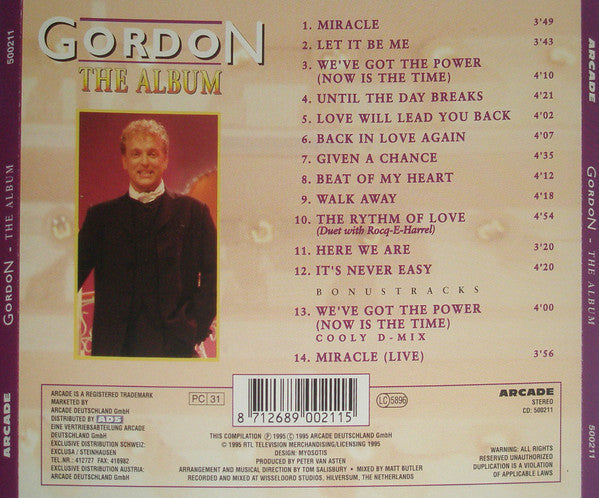 500211
ARCADE
GORDON - THE ALBUM
GORDON
THE ALBUM
1. MIRACLE 3'49
2. LET IT BE ME 3'43
3. WE'VE GOT THE POWER
(NOW IS THE TIME) 4'10
4. UNTIL THE DAY BREAKS 4'21
5. LOVE WILL LEAD YOU BACK 4'02
6. BACK IN LOVE AGAIN 4'07
7. GIVEN A CHANCE 4'35
8. BEAT OF MY HEART 4'12
9. WALK AWAY 4'18
10. THE RYTHM OF LOVE 4'54
(Duet with Rocq-E-Harrel)
11. HERE WE ARE 3'20
12. IT'S NEVER EASY 4'20
BONUSTRACKS
13. WE'VE GOT THE POWER 4'00
(NOW IS THE TIME)
COOLY D-MIX
14. MIRACLE (LIVE) 3'56
ARCADE IS A REGISTERED TRADEMARK
MARKETED BY
ARCADE DEUTSCHLAND GmbH
DISTRIBUTED BY ADS
EINE VERTRIEBSABTEILUNG ARCADE
DEUTSCHLAND GmbH
EXCLUSIVE DISTRIBUTION SCHWEIZ:
EXCLUSA / STEINHAUSEN
TEL. NR.: 412727 FAX: 416982
EXCLUSIVE DISTRIBUTION AUSTRIA:
ARCADE DEUTSCHLAND GmbH
PC 31
8 712689 002115
LC 5896
THIS COMPILATION Ⓟ 1995 Ⓒ 1995 ARCADE DEUTSCHLAND GmbH
© 1995 RTL TELEVISION MERCHANDISING/LICENSING 1995
DESIGN: MYOSOTIS
PRODUCED BY PETER VAN ASTEN
ARRANGEMENT AND MUSICAL DIRECTION BY TOM SALISBURY • MIXED BY MATT BUTLER
RECORDED AND MIXED AT WISSELOORD STUDIOS, HILVERSUM, THE NETHERLANDS
ARCADE
STEREO
CD: 500211
WARNING: ALL RIGHTS
RESERVED UNAUTHORIZED
DUPLICATION IS A VIOLATION
OF APPLICABLE LAWS
ARCADE
GORDON - THE ALBUM
500211